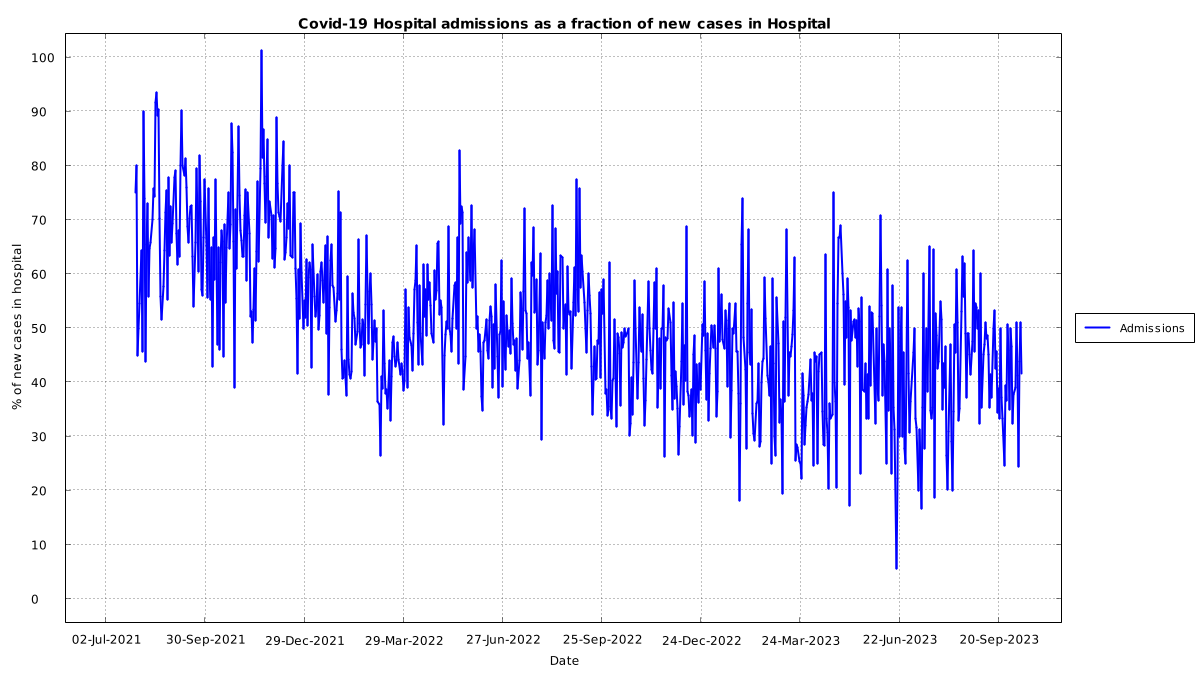 Covid-19 Hospital admissions as a fraction of new cases in Hospital
100
90
80
70
60
50
40
30
20
10
0
% of new cases in hospital
02-Jul-2021 30-Sep-2021 29-Dec-2021 29-Mar-2022 27-Jun-2022 25-Sep-2022 24-Dec-2022 24-Mar-2023 22-Jun-2023 20-Sep-2023
Date
Admissions